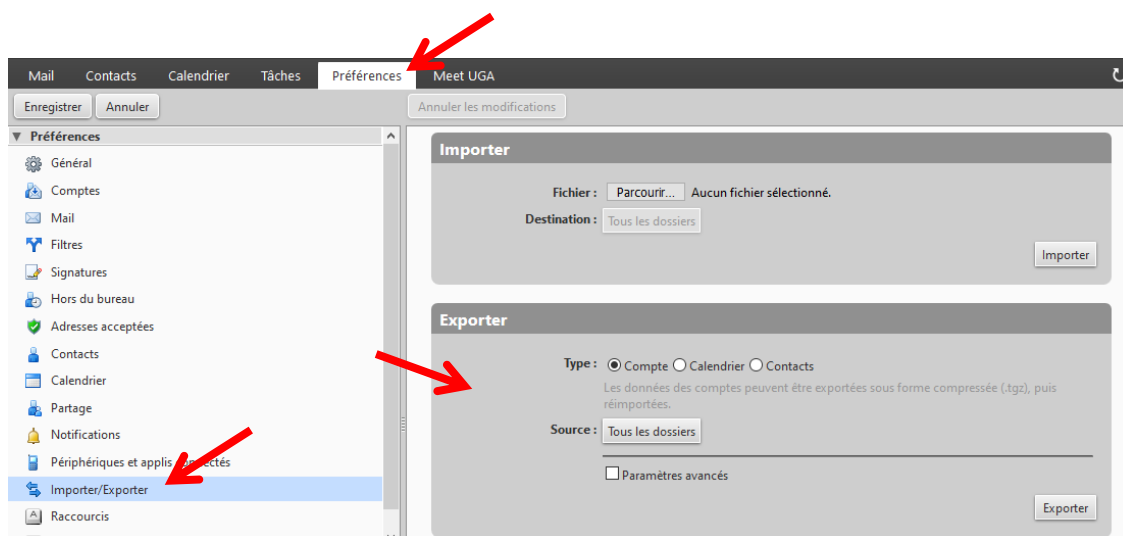 Mail Contacts Calendrier Tâches Préférences Meet UGA
Enregistrer Annuler Annuler les modifications
Préférences
Général
Comptes
Mail
Filtres
Signatures
Hors du bureau
Adresses acceptées
Contacts
Calendrier
Partage
Notifications
Périphériques et applis connectés
Importer/Exporter
Raccourcis
Importer
Fichier : Parcourir... Aucun fichier sélectionné.
Destination : Tous les dossiers
Importer
Exporter
Type : Compte Calendrier Contacts
Les données des comptes peuvent être exportées sous forme compressée (.tgz), puis
réimportées.
Source : Tous les dossiers
Paramètres avancés
Exporter